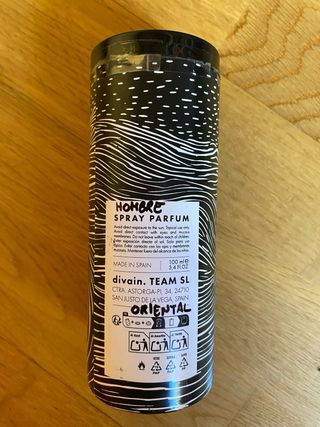 HOMBRE
SPRAY PARFUM
Avoid direct exposure to the sun. Topical use only.
Avoid direct contact with eyes and mucous
membranes. Do not leave within reach of children.
Evitar exposición directa del sol. Solo para uso
tópico. Evitar contacto con los ojos y membranas
mucosas. Mantener fuera del alcance de los niños.
MADE IN SPAIN
100 ml ℮
3,4 fl.OZ
divain. TEAM SL
CTRA. ASTORGA-PI, 34, 24710
SAN JUSTO DE LA VEGA, SPAIN
ORIENTAL